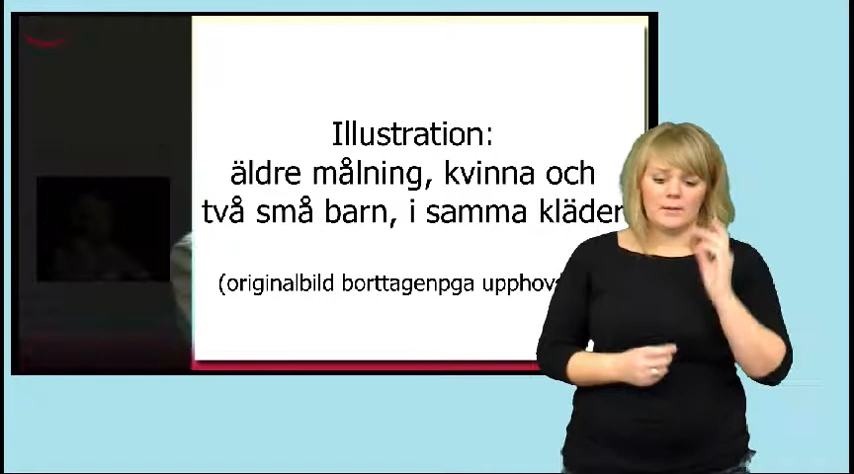 Illustration:
äldre målning, kvinna och
två små barn, i samma kläder
(originalbild borttagenpga